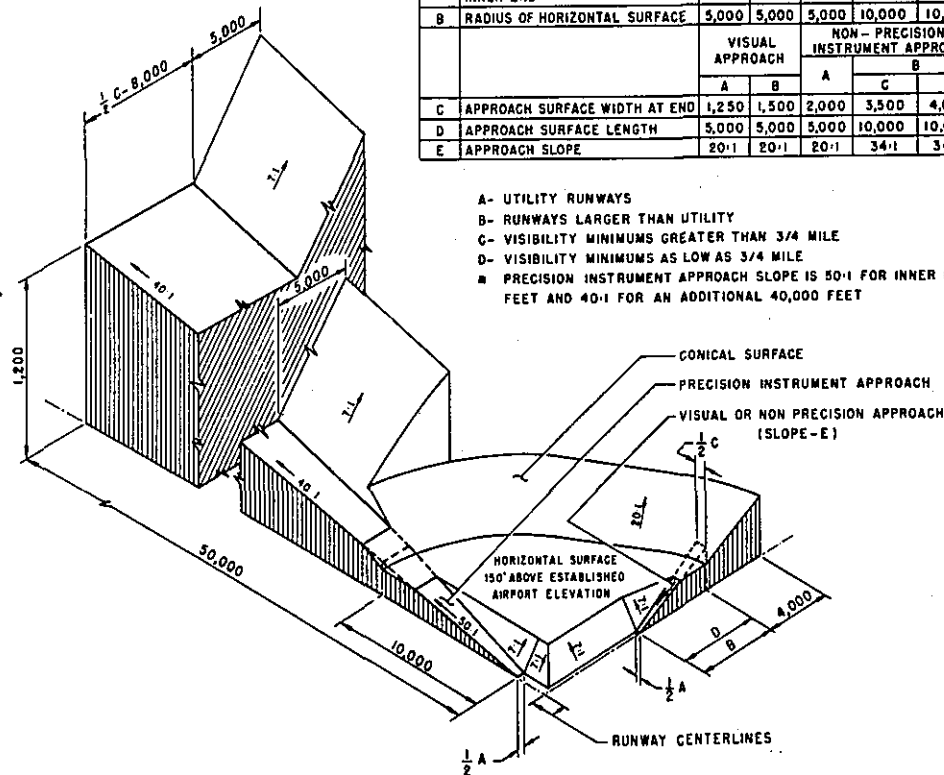 B RADIUS OF HORIZONTAL SURFACE 5,000 5,000 5,000 10,000 10,
VISUAL APPROACH
NON-PRECISION
INSTRUMENT APPRO
A B A B
C
C APPROACH SURFACE WIDTH AT END 1,250 1,500 2,000 3,500 4,
D APPROACH SURFACE LENGTH 5,000 5,000 5,000 10,000 10,
E APPROACH SLOPE 20:1 20:1 20:1 34:1 3
A- UTILITY RUNWAYS
B- RUNWAYS LARGER THAN UTILITY
C- VISIBILITY MINIMUMS GREATER THAN 3/4 MILE
D- VISIBILITY MINIMUMS AS LOW AS 3/4 MILE
PRECISION INSTRUMENT APPROACH SLOPE IS 50:1 FOR INNER
FEET AND 40:1 FOR AN ADDITIONAL 40,000 FEET
5,000
1/2 C-8,000
7:1
40:1
5,000
1,200
7:1
40:1
CONICAL SURFACE
PRECISION INSTRUMENT APPROACH
VISUAL OR NON PRECISION APPROACH
(SLOPE-E)
1/2 C
20:1
50,000
HORIZONTAL SURFACE
150' ABOVE ESTABLISHED
AIRPORT ELEVATION
50:1
7:1
7:1
7:1
7:1
4,000
D
B
10,000
1/2 A
1/2 A
RUNWAY CENTERLINES